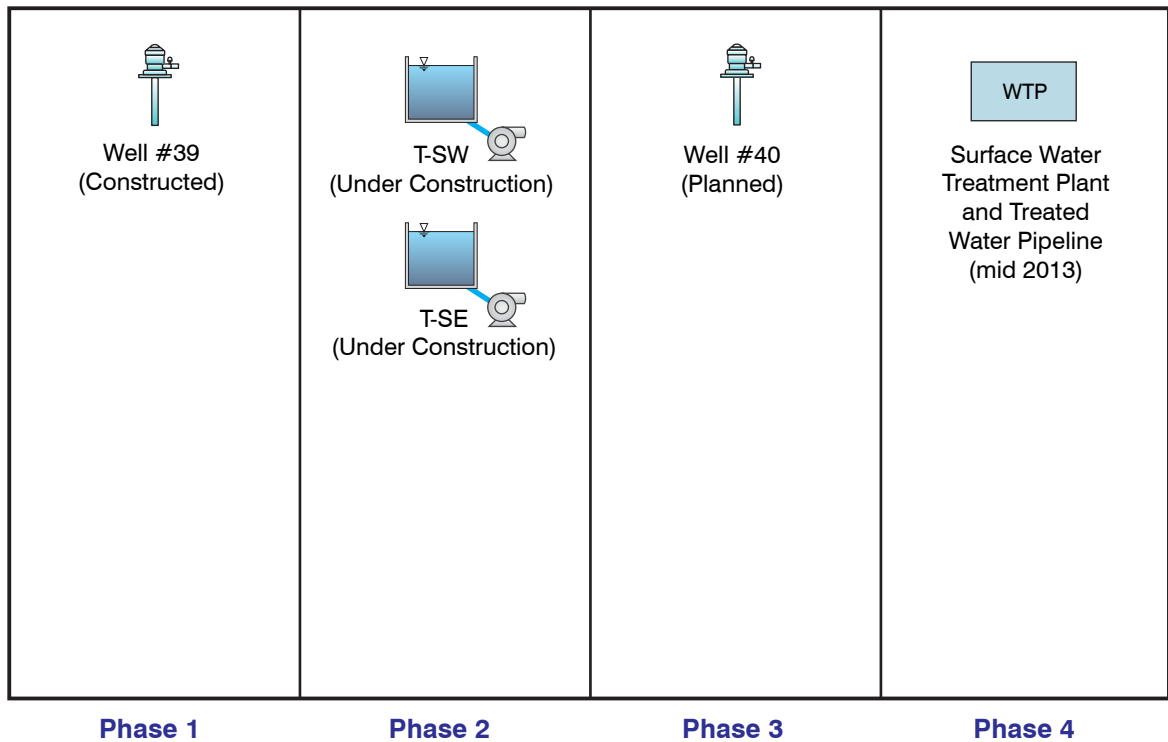 Well #39
(Constructed)
T-SW
(Under Construction)
T-SE
(Under Construction)
Well #40
(Planned)
WTP
Surface Water
Treatment Plant
and Treated
Water Pipeline
(mid 2013)
Phase 1
Phase 2
Phase 3
Phase 4